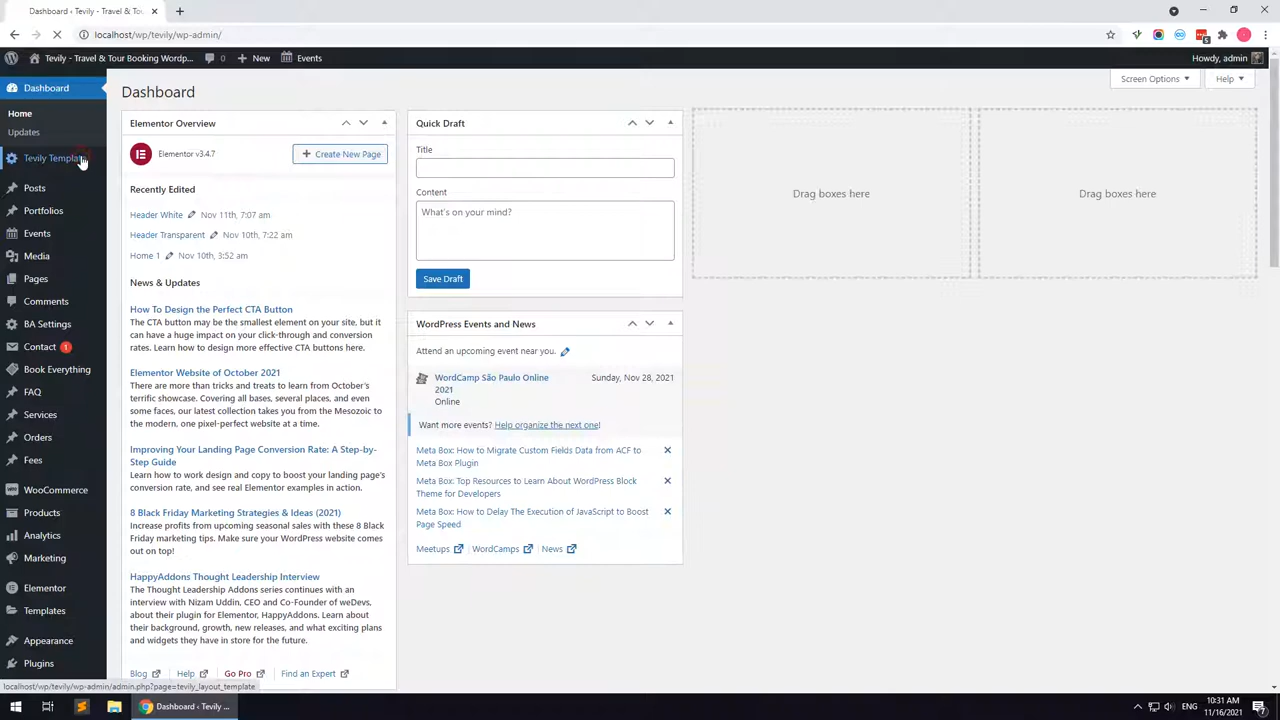 Dashboard ‹ Tevily - Travel & Tou
localhost/wp/tevily/wp-admin/
5
Tevily - Travel & Tour Booking Wordp...
0
New
Events
Howdy, admin
Screen Options
Help
Dashboard
Home
Updates
Tevily Templat
Posts
Portfolios
Events
Media
Pages
Comments
BA Settings
Contact 1
Book Everything
FAQ
Services
Orders
Fees
WooCommerce
Products
Analytics
Marketing
Elementor
Templates
Appearance
Plugins
Dashboard
Elementor Overview
Elementor v3.4.7
Create New Page
Recently Edited
Header White Nov 11th, 7:07 am
Header Transparent Nov 10th, 7:22 am
Home 1 Nov 10th, 3:52 am
News & Updates
How To Design the Perfect CTA Button
The CTA button may be the smallest element on your site, but it
can have a huge impact on your click-through and conversion
rates. Learn how to design more effective CTA buttons here.
Elementor Website of October 2021
There are more than tricks and treats to learn from October's
terrific showcase. Covering all bases, several places, and even
some faces, our latest collection takes you from the Mesozoic to
the modern, one pixel-perfect website at a time.
Improving Your Landing Page Conversion Rate: A Step-by-
Step Guide
Learn how to work design and copy to boost your landing page's
conversion rate, and see real Elementor examples in action.
8 Black Friday Marketing Strategies & Ideas (2021)
Increase profits from upcoming seasonal sales with these 8 Black
Friday marketing tips. Make sure your WordPress website comes
out on top!
HappyAddons Thought Leadership Interview
The Thought Leadership Addons series continues with an
interview with Nizam Uddin, CEO and Co-Founder of weDevs,
about their plugin for Elementor, HappyAddons. Learn about
their background, growth, new releases, and what exciting plans
and widgets they have in store for the future.
Blog Help Go Pro Find an Expert
Quick Draft
Title
Content
What's on your mind?
Save Draft
WordPress Events and News
Attend an upcoming event near you.
WordCamp São Paulo Online
2021
Online
Sunday, Nov 28, 2021
Want more events? Help organize the next one!
Meta Box: How to Migrate Custom Fields Data from ACF to
Meta Box Plugin
Meta Box: Top Resources to Learn About WordPress Block
Theme for Developers
Meta Box: How to Delay The Execution of JavaScript to Boost
Page Speed
Meetups WordCamps News
Drag boxes here
Drag boxes here
localhost/wp/tevily/wp-admin/admin.php?page=tevily_layout_template
Dashboard ‹ Tevily ...
ENG
10:31 AM
11/16/2021
7